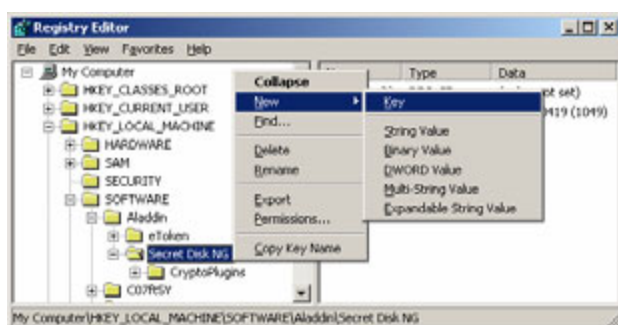 Registry Editor
File Edit View Favorites Help
My Computer
HKEY_CLASSES_ROOT
HKEY_CURRENT_USER
HKEY_LOCAL_MACHINE
HARDWARE
SAM
SECURITY
SOFTWARE
Aladdin
eToken
Secret Disk NG
CryptoPlugins
C07RSY
Collapse
New
Find...
Delete
Rename
Export
Permissions...
Copy Key Name
Key
String Value
Binary Value
DWORD Value
Multi-String Value
Expandable String Value
Type Data
ot set)
0419 (1049)
My Computer\HKEY_LOCAL_MACHINE\SOFTWARE\Aladdin\Secret Disk NG